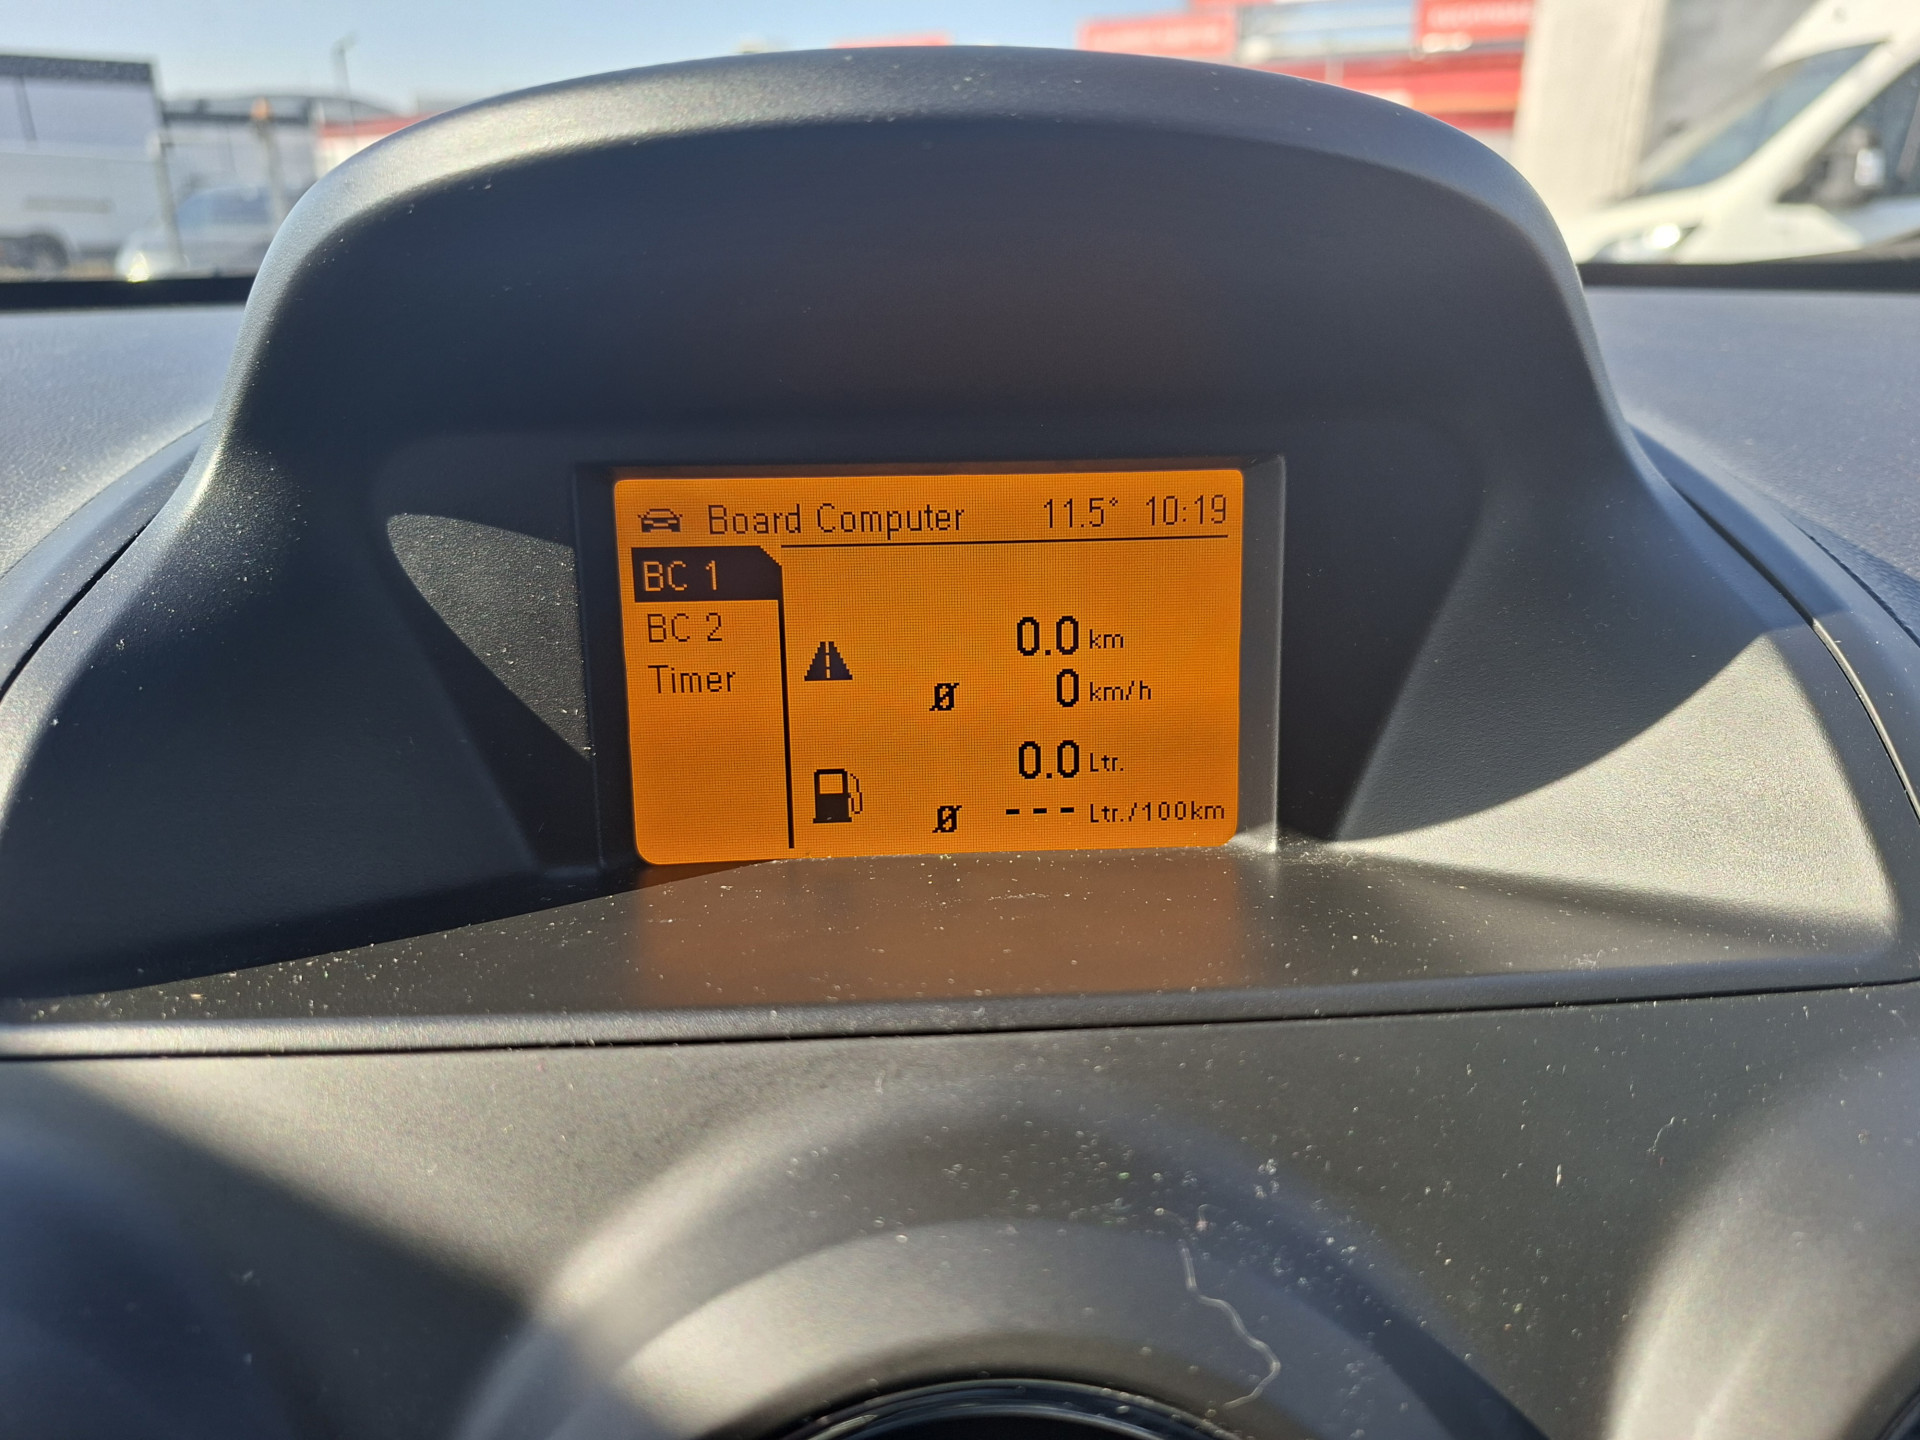 Board Computer 11.5° 10:19
BC 1
BC 2
Timer
0.0 km
Ø 0 km/h
0.0 Ltr.
Ø --- Ltr./100km